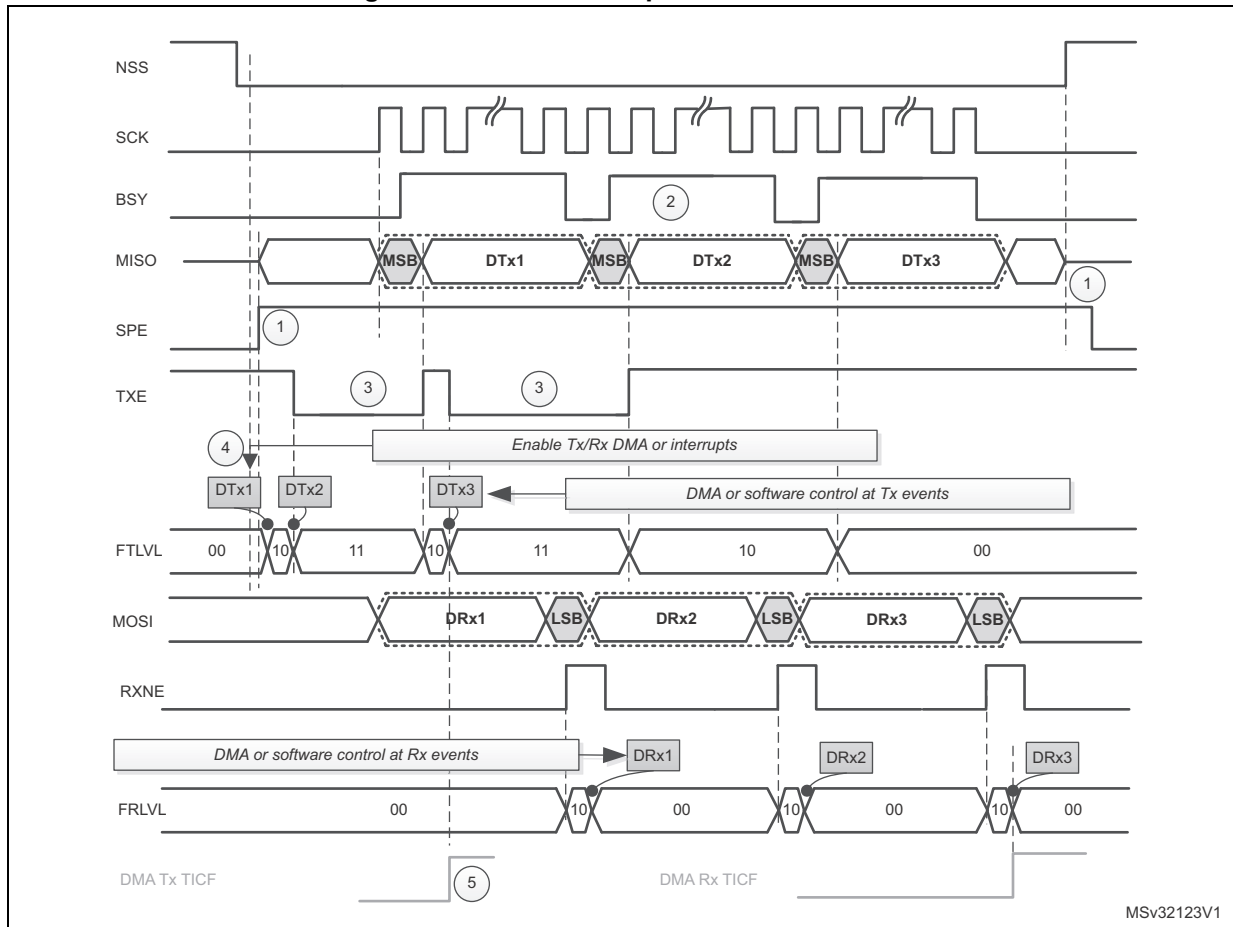 NSS
SCK
BSY
2
MISO
MSB
DTx1
MSB
DTx2
MSB
DTx3
1
SPE
1
TXE
3
3
4
Enable Tx/Rx DMA or interrupts
DTx1
DTx2
DTx3
DMA or software control at Tx events
FTLVL
00
10
11
10
11
10
00
MOSI
DRx1
LSB
DRx2
LSB
DRx3
LSB
RXNE
DMA or software control at Rx events
DRx1
DRx2
DRx3
FRLVL
00
10
00
10
00
10
00
DMA Tx TICF
5
DMA Rx TICF
MSv32123V1